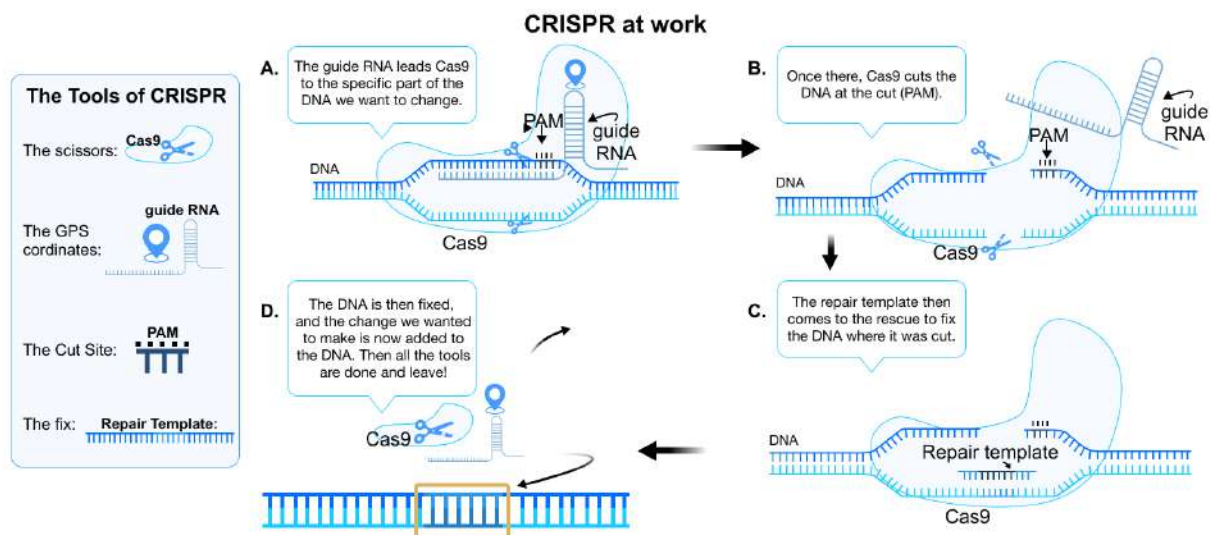 CRISPR at work
The Tools of CRISPR
The scissors:
Cas9
The GPS
cordinates:
guide RNA
The Cut Site:
PAM
The fix:
Repair Template:
A.
The guide RNA leads Cas9
to the specific part of the
DNA we want to change.
PAM
guide
RNA
DNA
Cas9
B.
Once there, Cas9 cuts the
DNA at the cut (PAM).
guide
RNA
PAM
DNA
Cas9
C.
The repair template then
comes to the rescue to fix
the DNA where it was cut.
DNA
Repair template
Cas9
D.
The DNA is then fixed,
and the change we wanted
to make is now added to
the DNA. Then all the tools
are done and leave!
Cas9